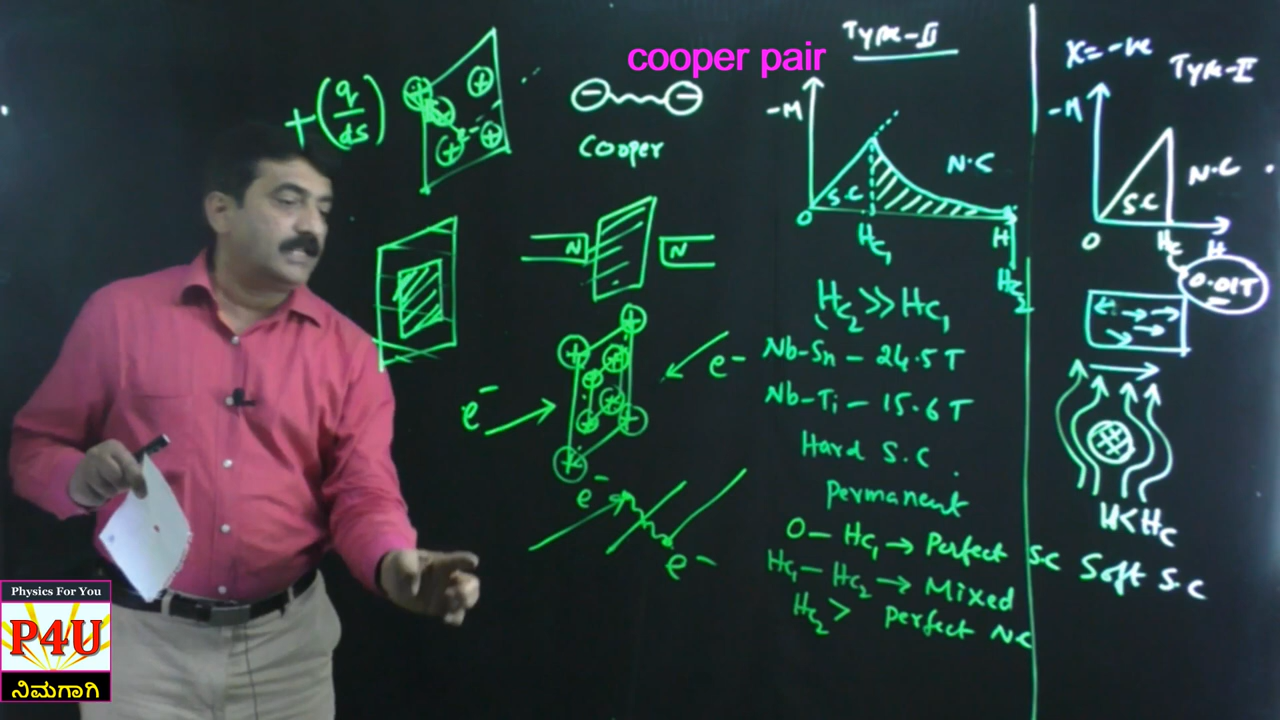 cooper pair
+(q/ds)
Cooper
N
N
e-
e-
e-
e-
Type-II
-M
S.C
N.C
O
Hc1
H
Hc2
Hc2 >> Hc1
Nb-Sn - 24.5T
Nb-Ti - 15.6T
Hard S.C.
Permanent
O - Hc1 → Perfect SC
Hc1 - Hc2 → Mixed
Hc2 > perfect NC
X = -ve
Type-I
-M
S.C
N.C
O
Hc
H
0.01T
H<Hc
Soft SC
Physics For You
P4U
ನಿಮಗಾಗಿ